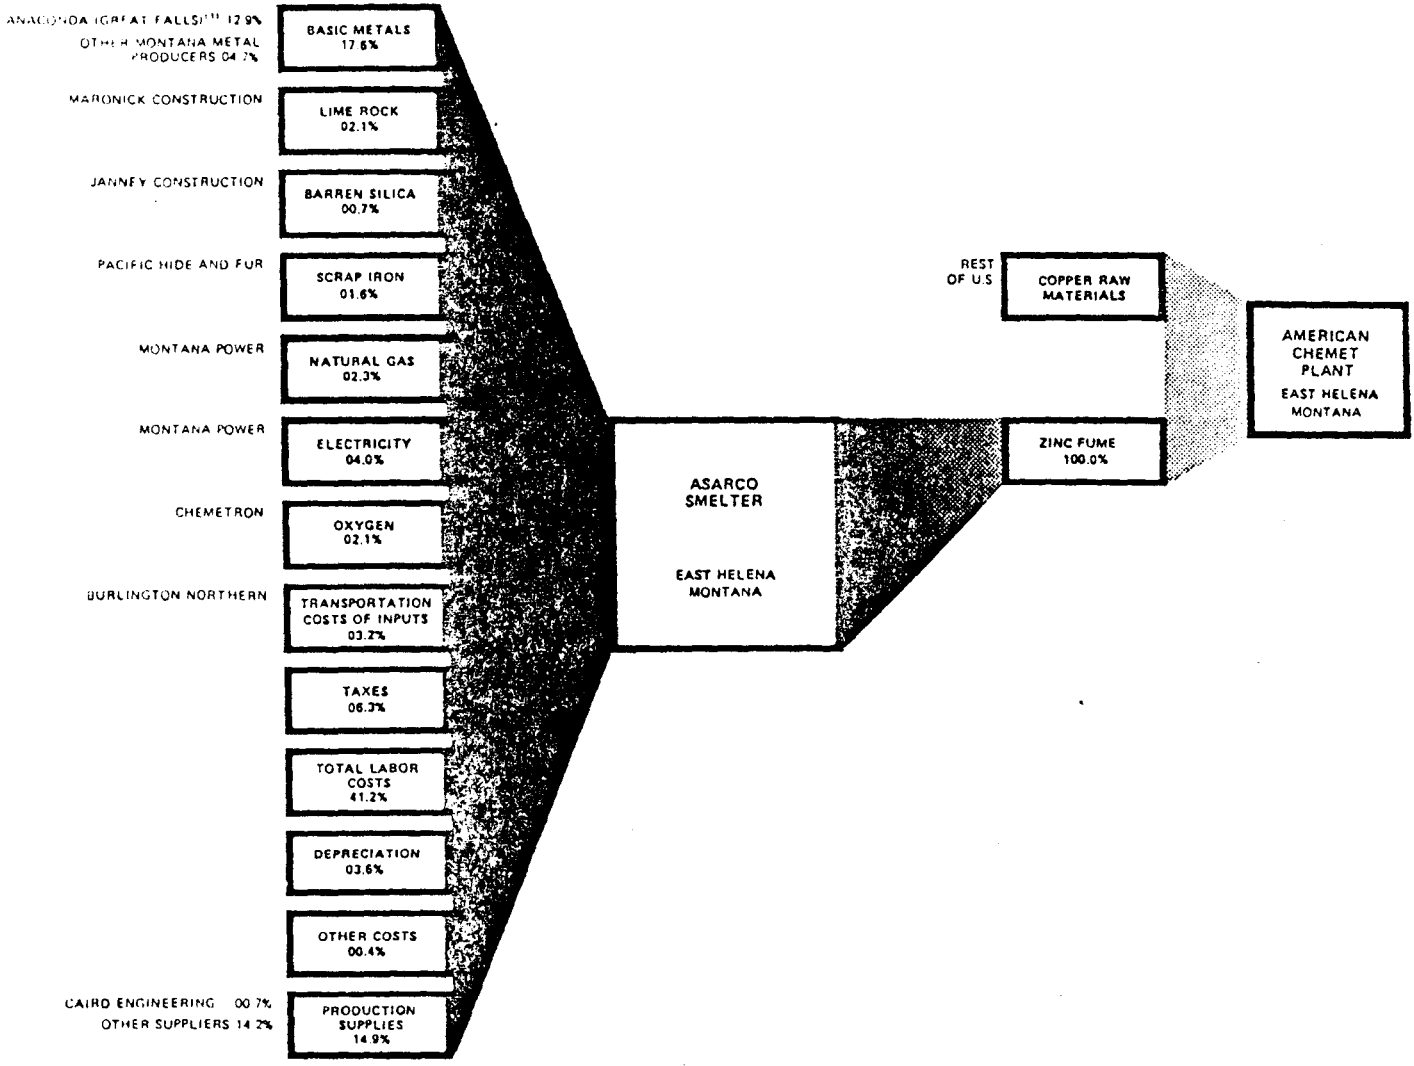 ANACONDA (GREAT FALLS)(1) 12.9%
OTHER MONTANA METAL
PRODUCERS 04.7%
BASIC METALS
17.6%
MARONICK CONSTRUCTION
LIME ROCK
02.1%
JANNEY CONSTRUCTION
BARREN SILICA
00.7%
PACIFIC HIDE AND FUR
SCRAP IRON
01.6%
MONTANA POWER
NATURAL GAS
02.3%
MONTANA POWER
ELECTRICITY
04.0%
CHEMETRON
OXYGEN
02.1%
BURLINGTON NORTHERN
TRANSPORTATION
COSTS OF INPUTS
03.2%
TAXES
06.3%
TOTAL LABOR
COSTS
41.2%
DEPRECIATION
03.6%
OTHER COSTS
00.4%
CAIRD ENGINEERING 00.7%
OTHER SUPPLIERS 14.2%
PRODUCTION
SUPPLIES
14.9%
ASARCO
SMELTER
EAST HELENA
MONTANA
REST
OF U.S
COPPER RAW
MATERIALS
ZINC FUME
100.0%
AMERICAN
CHEMET
PLANT
EAST HELENA
MONTANA